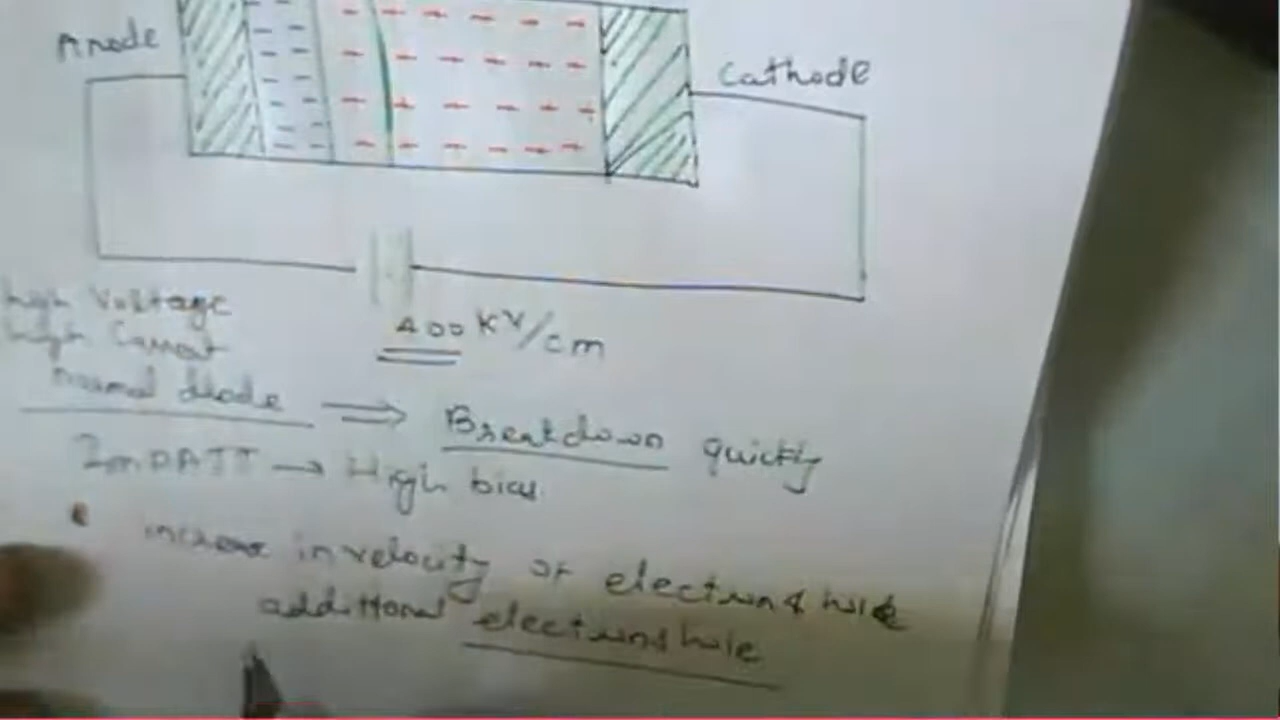 Anode
Cathode
high Voltage
400 KV/cm
high Current
Normal diode ⇒ Breakdown quickly
ImPATT → High bias
• increase in velocity of electron & hole
additional electron & hole